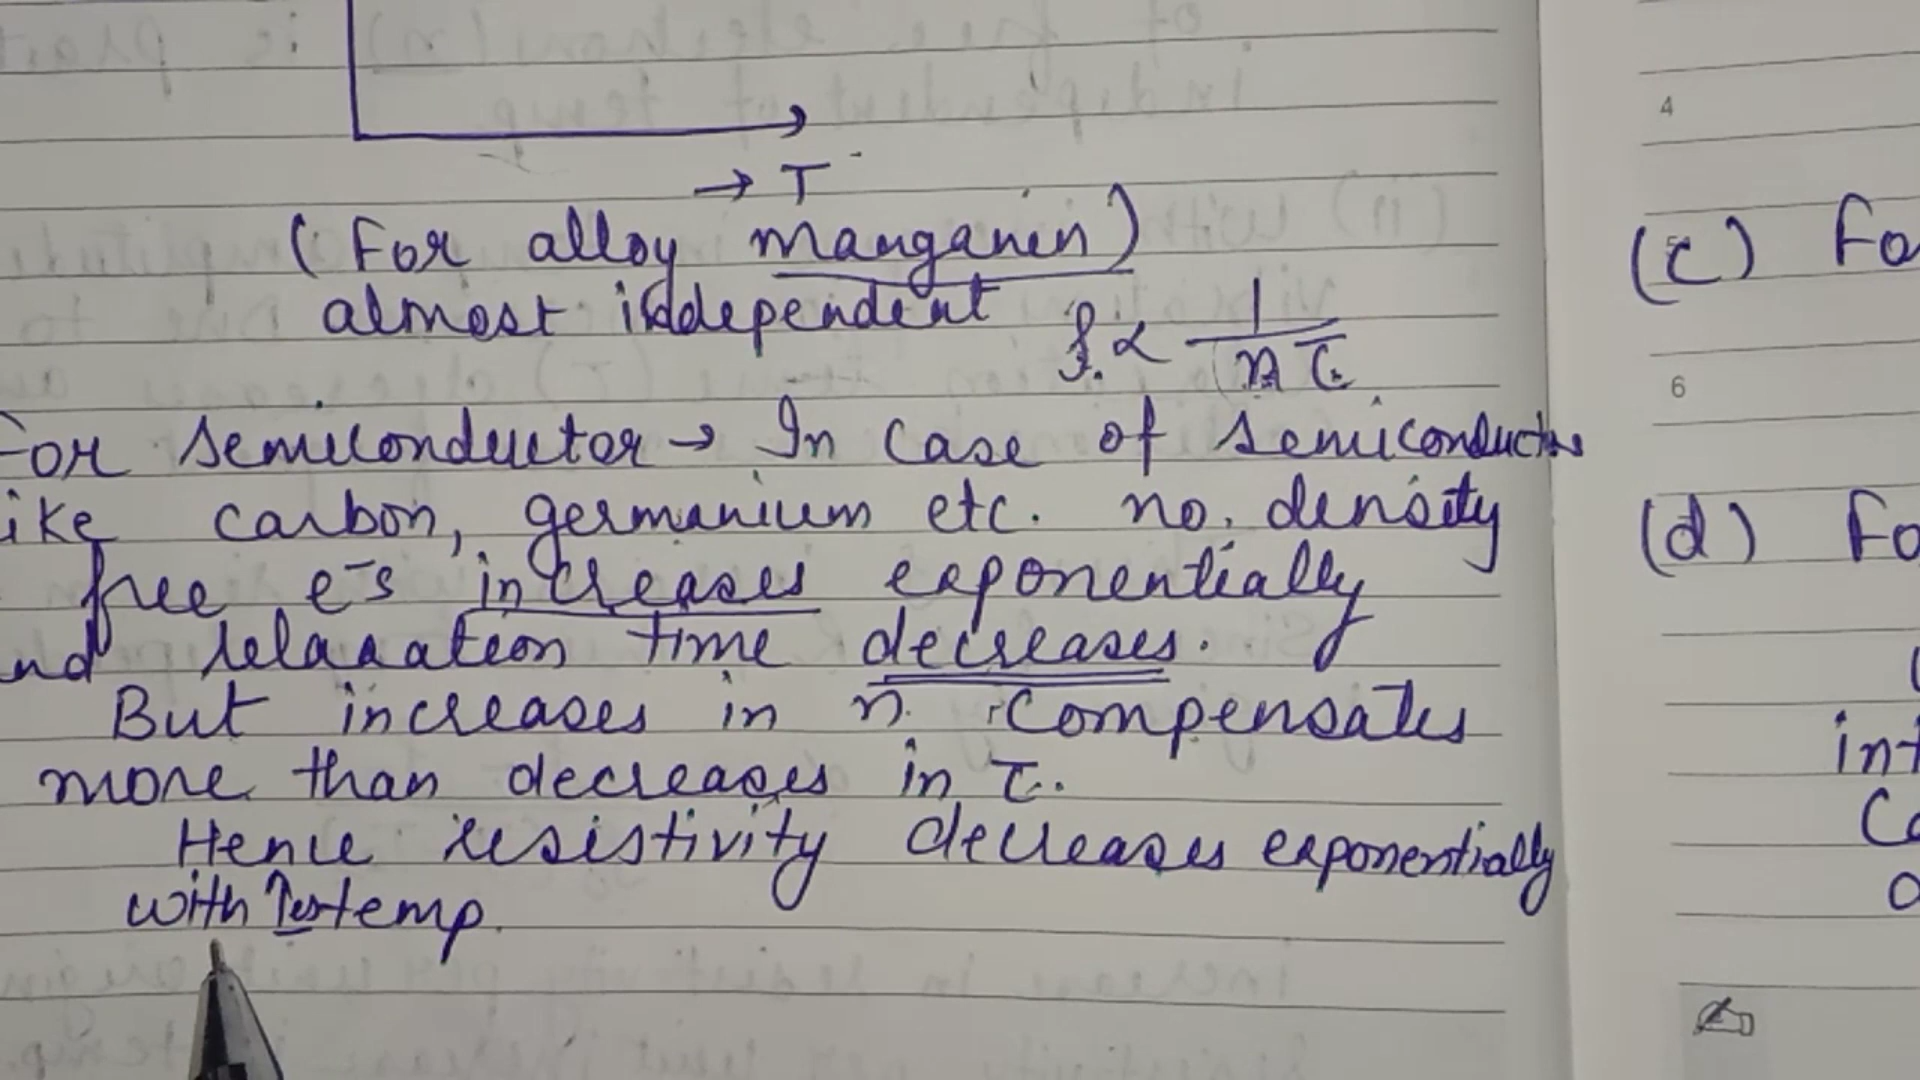 → T
(For alloy manganin)
almost independent
ρ ∝ 1/nτ
For semiconductor → In case of semiconductors
like carbon, germanium etc. no. density
free e⁻s increases exponentially
and relaxation time decreases.
But increases in n compensates
more than decreases in τ.
Hence resistivity decreases exponentially
with temp.
4
(c) Fo
6
(d) Fo
int